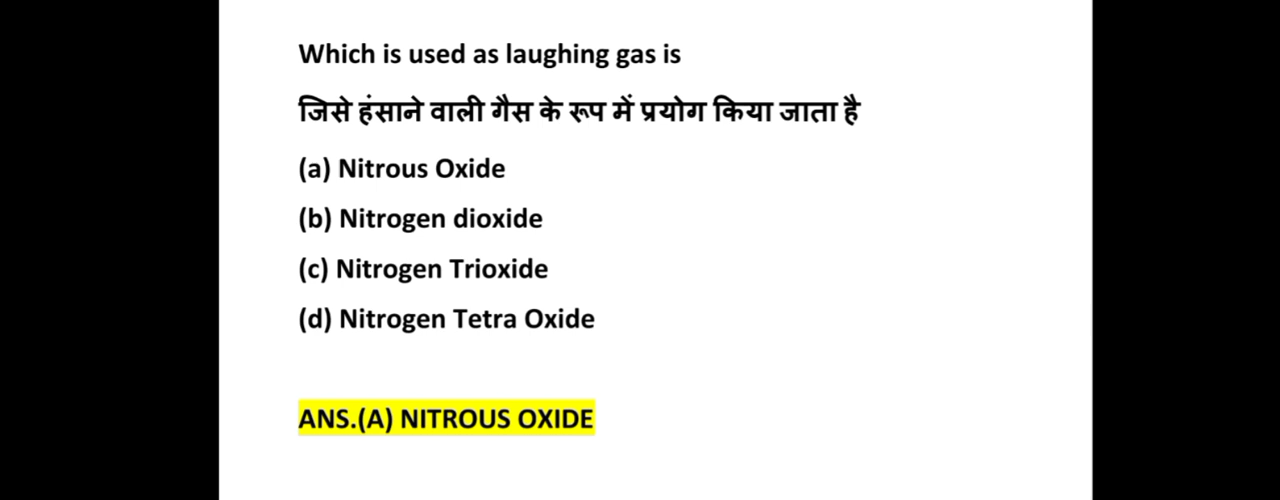 Which is used as laughing gas is
जिसे हंसाने वाली गैस के रूप में प्रयोग किया जाता है
(a) Nitrous Oxide
(b) Nitrogen dioxide
(c) Nitrogen Trioxide
(d) Nitrogen Tetra Oxide
ANS.(A) NITROUS OXIDE